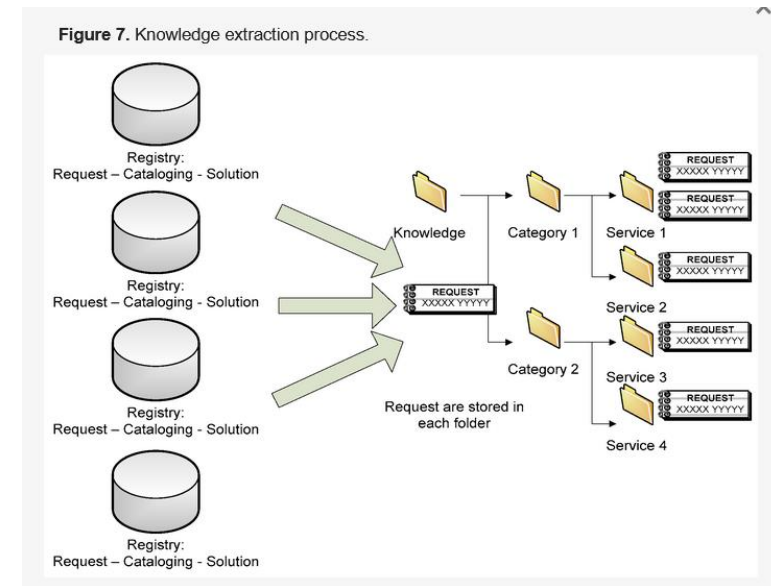 Figure 7. Knowledge extraction process.
Registry:
Request – Cataloging - Solution
Registry:
Request – Cataloging - Solution
Registry:
Request – Cataloging - Solution
Registry:
Request – Cataloging - Solution
REQUEST
XXXXX YYYYY
Request are stored in
each folder
Knowledge
Category 1
Category 2
Service 1
REQUEST
XXXXX YYYYY
REQUEST
XXXXX YYYYY
Service 2
REQUEST
XXXXX YYYYY
Service 3
REQUEST
XXXXX YYYYY
Service 4
REQUEST
XXXXX YYYYY